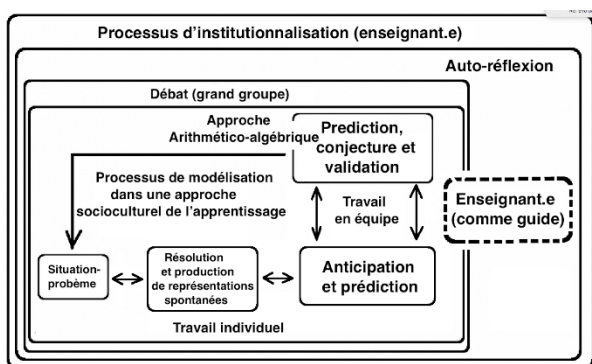 Processus d'institutionnalisation (enseignant.e)
Auto-réflexion
Débat (grand groupe)
Approche
Arithmético-algébrique
Prediction,
conjecture et
validation
Processus de modélisation
dans une approche
socioculturel de l'apprentissage
Travail
en équipe
Enseignant.e
(comme guide)
Situation-
probème
Résolution
et production
de représentations
spontanées
Anticipation
et prédiction
Travail individuel